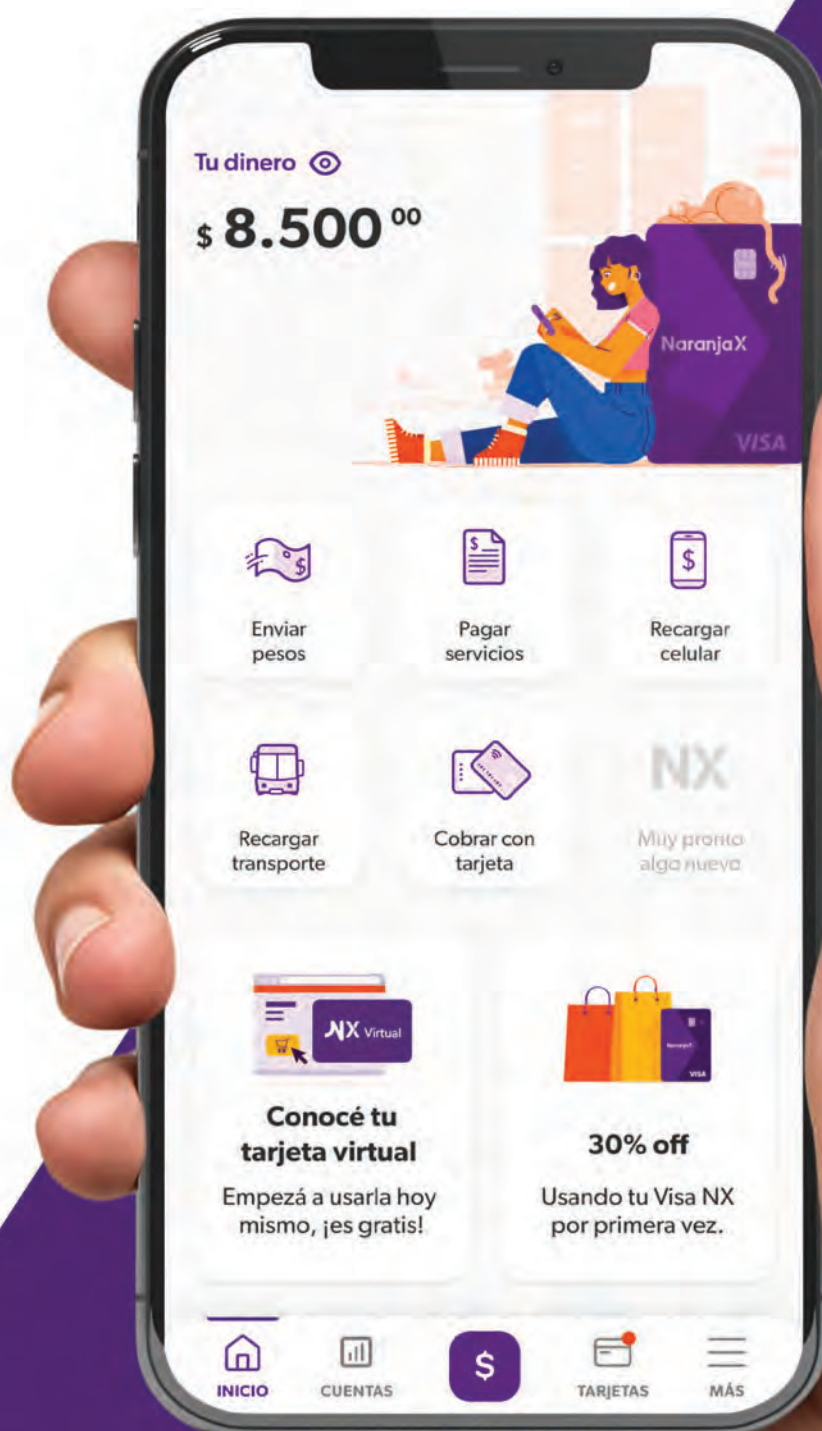 Tu dinero
$ 8.500 00
NaranjaX
VISA
Enviar
pesos
Pagar
servicios
Recargar
celular
Recargar
transporte
Cobrar con
tarjeta
NX
Muy pronto
algo nuevo
NX Virtual
NaranjaX
VISA
Conocé tu
tarjeta virtual
Empezá a usarla hoy
mismo, ¡es gratis!
30% off
Usando tu Visa NX
por primera vez.
$
INICIO
CUENTAS
TARJETAS
MÁS